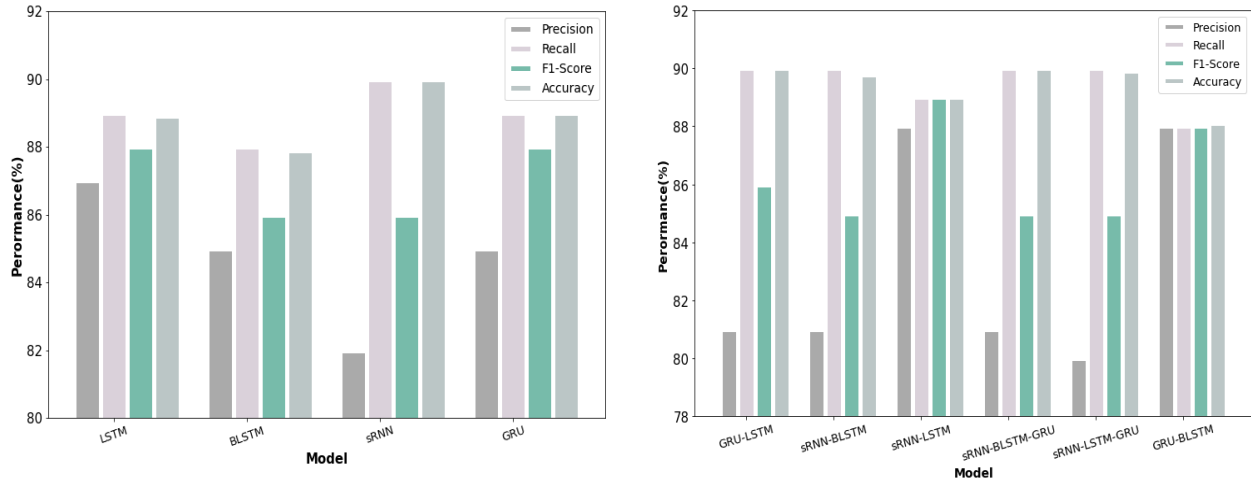 92
90
88
86
84
82
80
Perormance(%)
Precision
Recall
F1-Score
Accuracy
LSTM
BLSTM
sRNN
GRU
Model
92
90
88
86
84
82
80
78
Perormance(%)
Precision
Recall
F1-Score
Accuracy
GRU-LSTM
sRNN-BLSTM
sRNN-LSTM
sRNN-BLSTM-GRU
sRNN-LSTM-GRU
GRU-BLSTM
Model